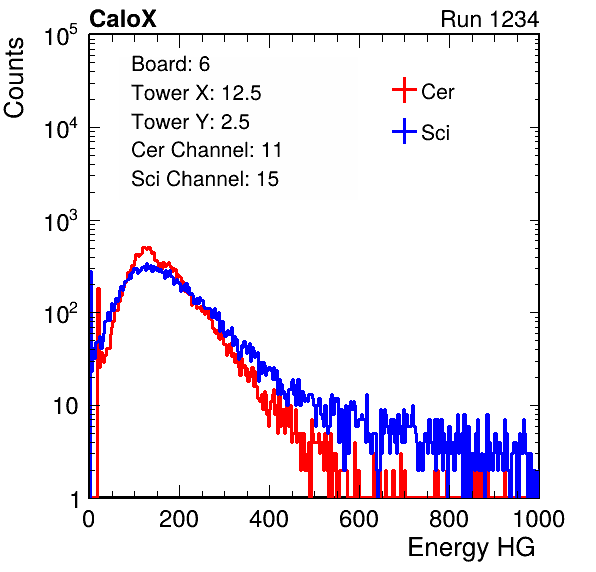 CaloX Run 1234
Counts
Board: 6
Tower X: 12.5
Tower Y: 2.5
Cer Channel: 11
Sci Channel: 15
Cer
Sci
10^5
10^4
10^3
10^2
10
1
0 200 400 600 800 1000
Energy HG